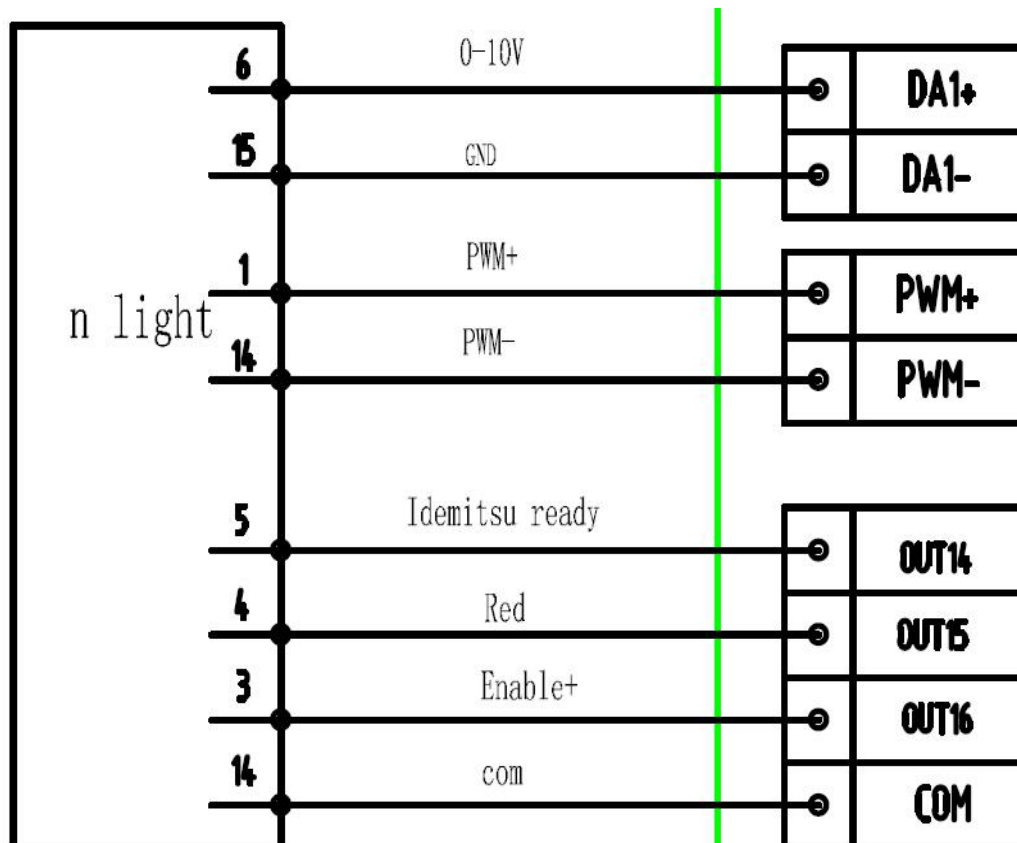 6 0-10V DA1+
15 GND DA1-
1 PWM+ PWM+
n light
14 PWM- PWM-
5 Idemitsu ready OUT14
4 Red OUT15
3 Enable+ OUT16
14 com COM